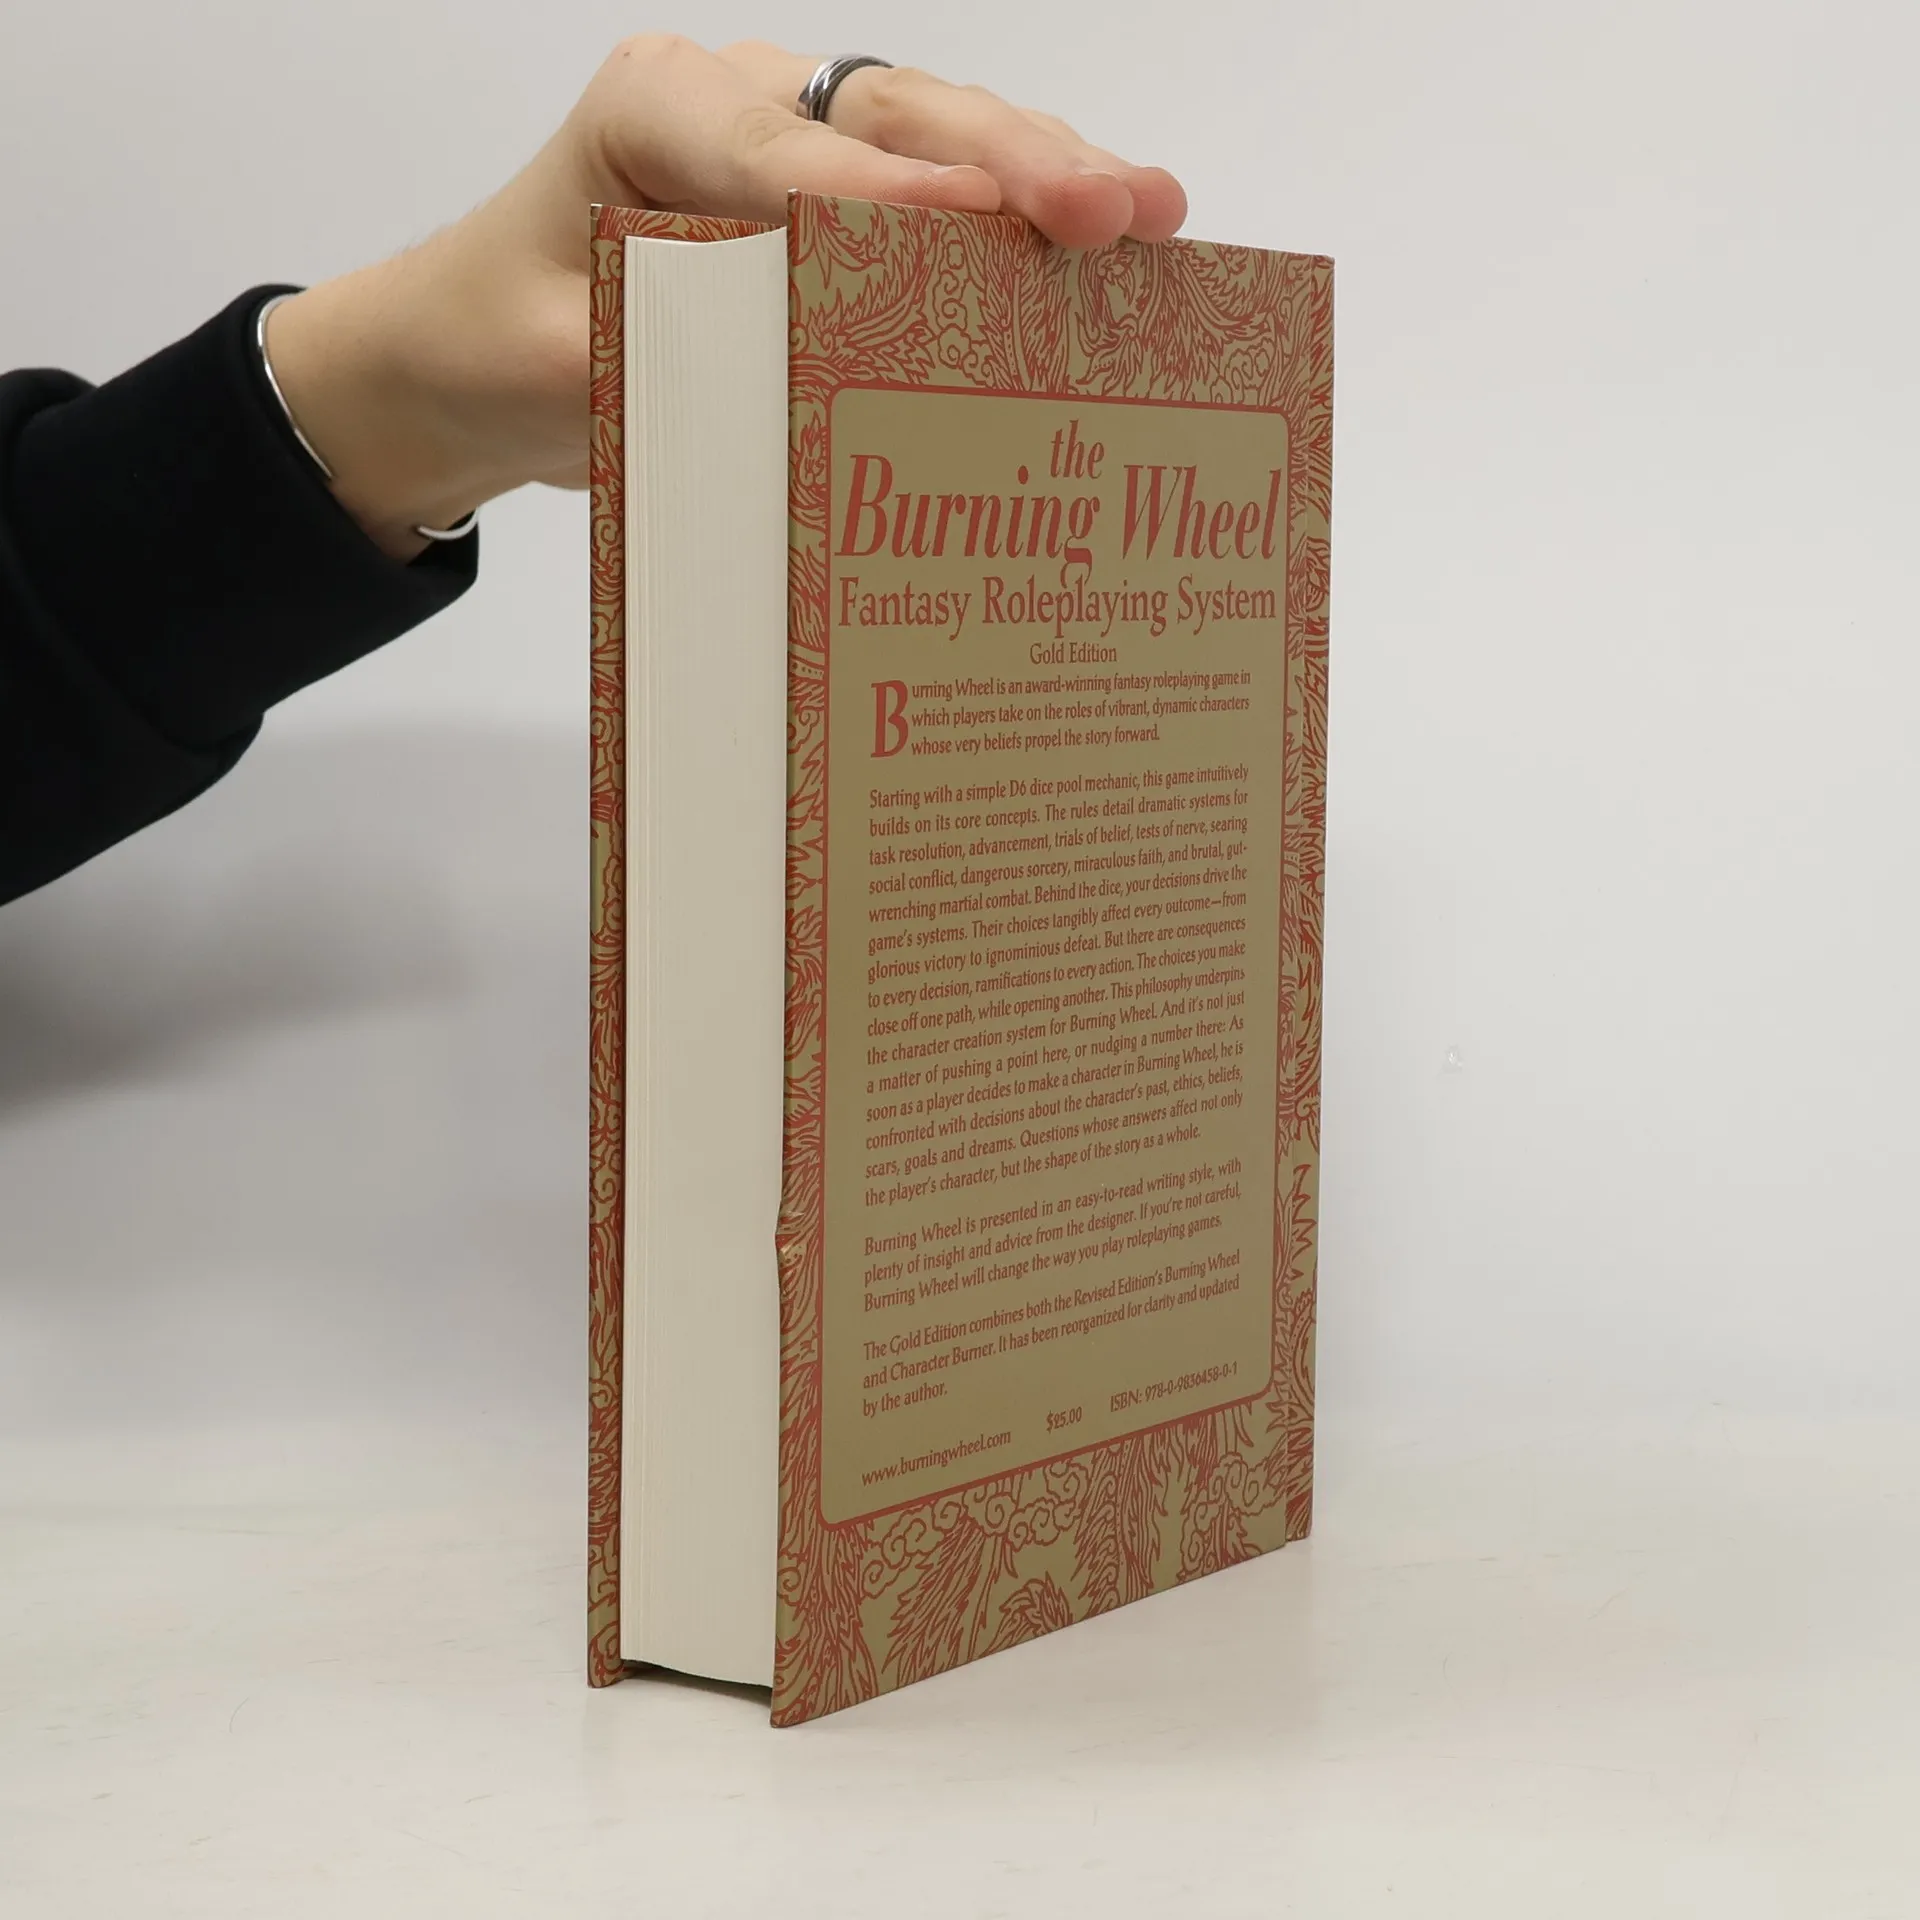 the
Burning Wheel
Fantasy Roleplaying System
Gold Edition
Burning Wheel is an award-winning fantasy roleplaying game in
which players take on the roles of vibrant, dynamic characters
whose very beliefs propel the story forward.
Starting with a simple D6 dice pool mechanic, this game intuitively
builds on its core concepts. The rules detail dramatic systems for
task resolution, advancement, trials of belief, tests of nerve, searing
social conflict, dangerous sorcery, miraculous faith, and brutal, gut-
wrenching martial combat. Behind the dice, your decisions drive the
game's systems. Their choices tangibly affect every outcome—from
glorious victory to ignominious defeat. But there are consequences
to every decision, ramifications to every action. The choices you make
close off one path, while opening another. This philosophy underpins
the character creation system for Burning Wheel. And it's not just
a matter of pushing a point here, or nudging a number there: As
soon as a player decides to make a character in Burning Wheel, he is
confronted with decisions about the character's past, ethics, beliefs,
scars, goals and dreams. Questions whose answers affect not only
the player's character, but the shape of the story as a whole.
Burning Wheel is presented in an easy-to-read writing style, with
plenty of insight and advice from the designer. If you're not careful,
Burning Wheel will change the way you play roleplaying games.
The Gold Edition combines both the Revised Edition's Burning Wheel
and Character Burner. It has been reorganized for clarity and updated
by the author.
www.burningwheel.com $25.00 ISBN: 978-0-9836458-0-1